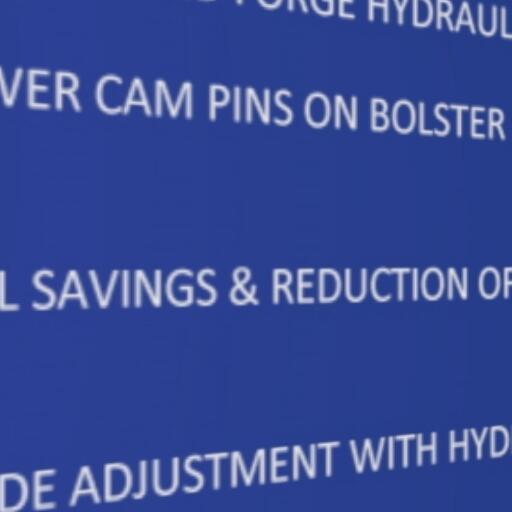 FORGE HYDRAUL
VER CAM PINS ON BOLSTER
L SAVINGS & REDUCTION OF
DE ADJUSTMENT WITH HYD